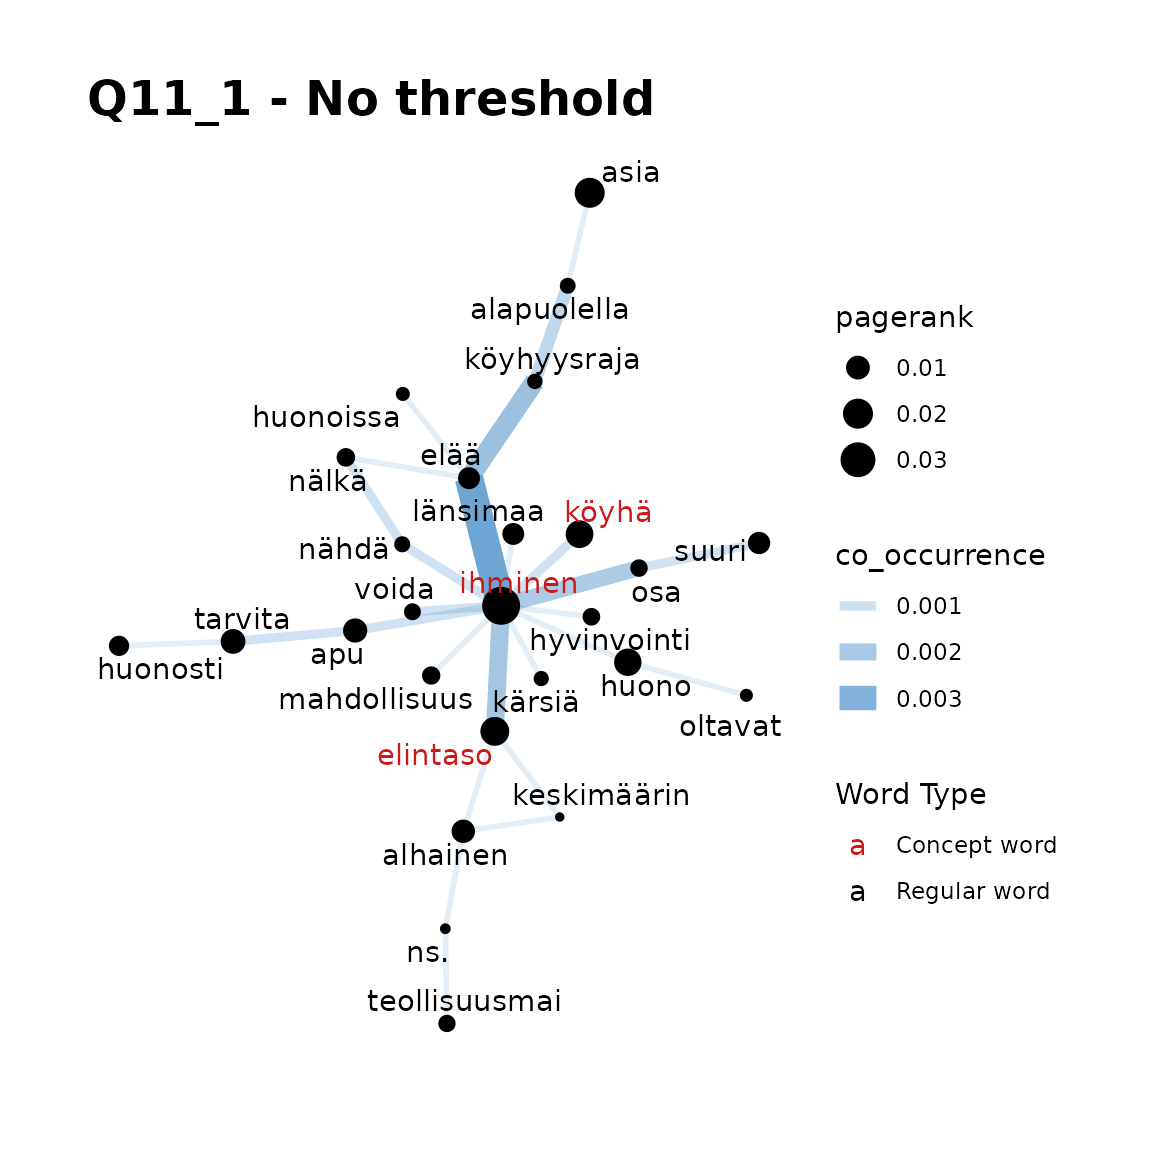 Q11_1 - No threshold
asia
alapuolella
köyhyysraja
huonoissa
elää
nälkä
länsimaa
köyhä
nähdä
suuri
ihminen
voida
osa
tarvita
hyvinvointi
apu
huonosti
huono
mahdollisuus
kärsiä
oltavat
elintaso
keskimäärin
alhainen
ns.
teollisuusmai
pagerank
0.01
0.02
0.03
co_occurrence
0.001
0.002
0.003
Word Type
a Concept word
a Regular word